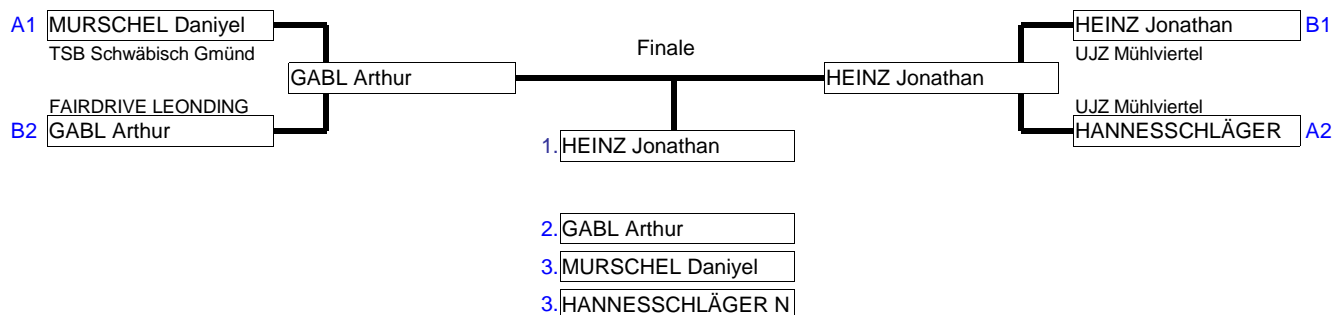 A1 MURSCHEL Daniyel
TSB Schwäbisch Gmünd
GABL Arthur
FAIRDRIVE LEONDING
B2 GABL Arthur
Finale
HEINZ Jonathan B1
UJZ Mühlviertel
HEINZ Jonathan
UJZ Mühlviertel
HANNESSCHLÄGER A2
1. HEINZ Jonathan
2. GABL Arthur
3. MURSCHEL Daniyel
3. HANNESSCHLÄGER N